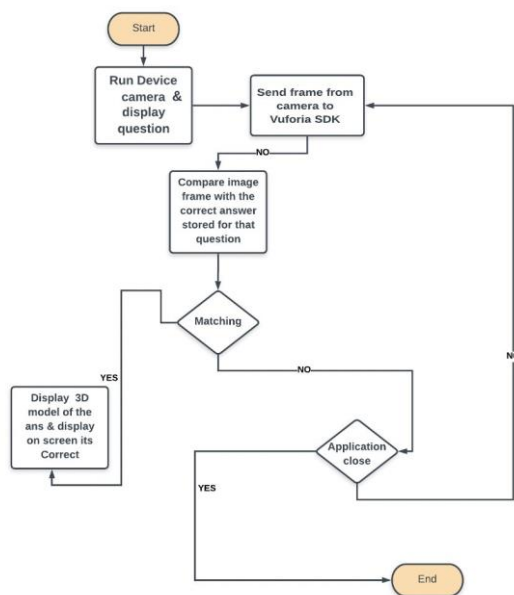 Start
Run Device
camera &
display
question
Send frame from
camera to
Vuforia SDK
NO
Compare image
frame with the
correct answer
stored for that
question
Matching
YES
NO
Display 3D
model of the
ans & display
on screen its
Correct
Application
close
YES
End